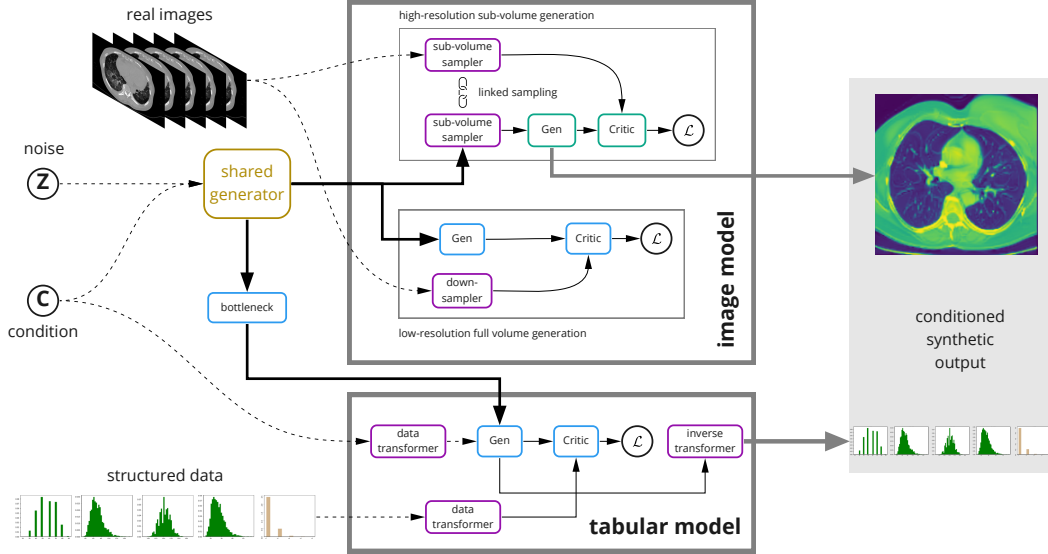 real images
high-resolution sub-volume generation
sub-volume
sampler
linked sampling
sub-volume
sampler
Gen
Critic
ℒ
noise
Z
shared
generator
Gen
Critic
ℒ
down-
sampler
low-resolution full volume generation
image model
C
condition
bottleneck
conditioned
synthetic
output
data
transformer
Gen
Critic
ℒ
inverse
transformer
structured data
data
transformer
tabular model